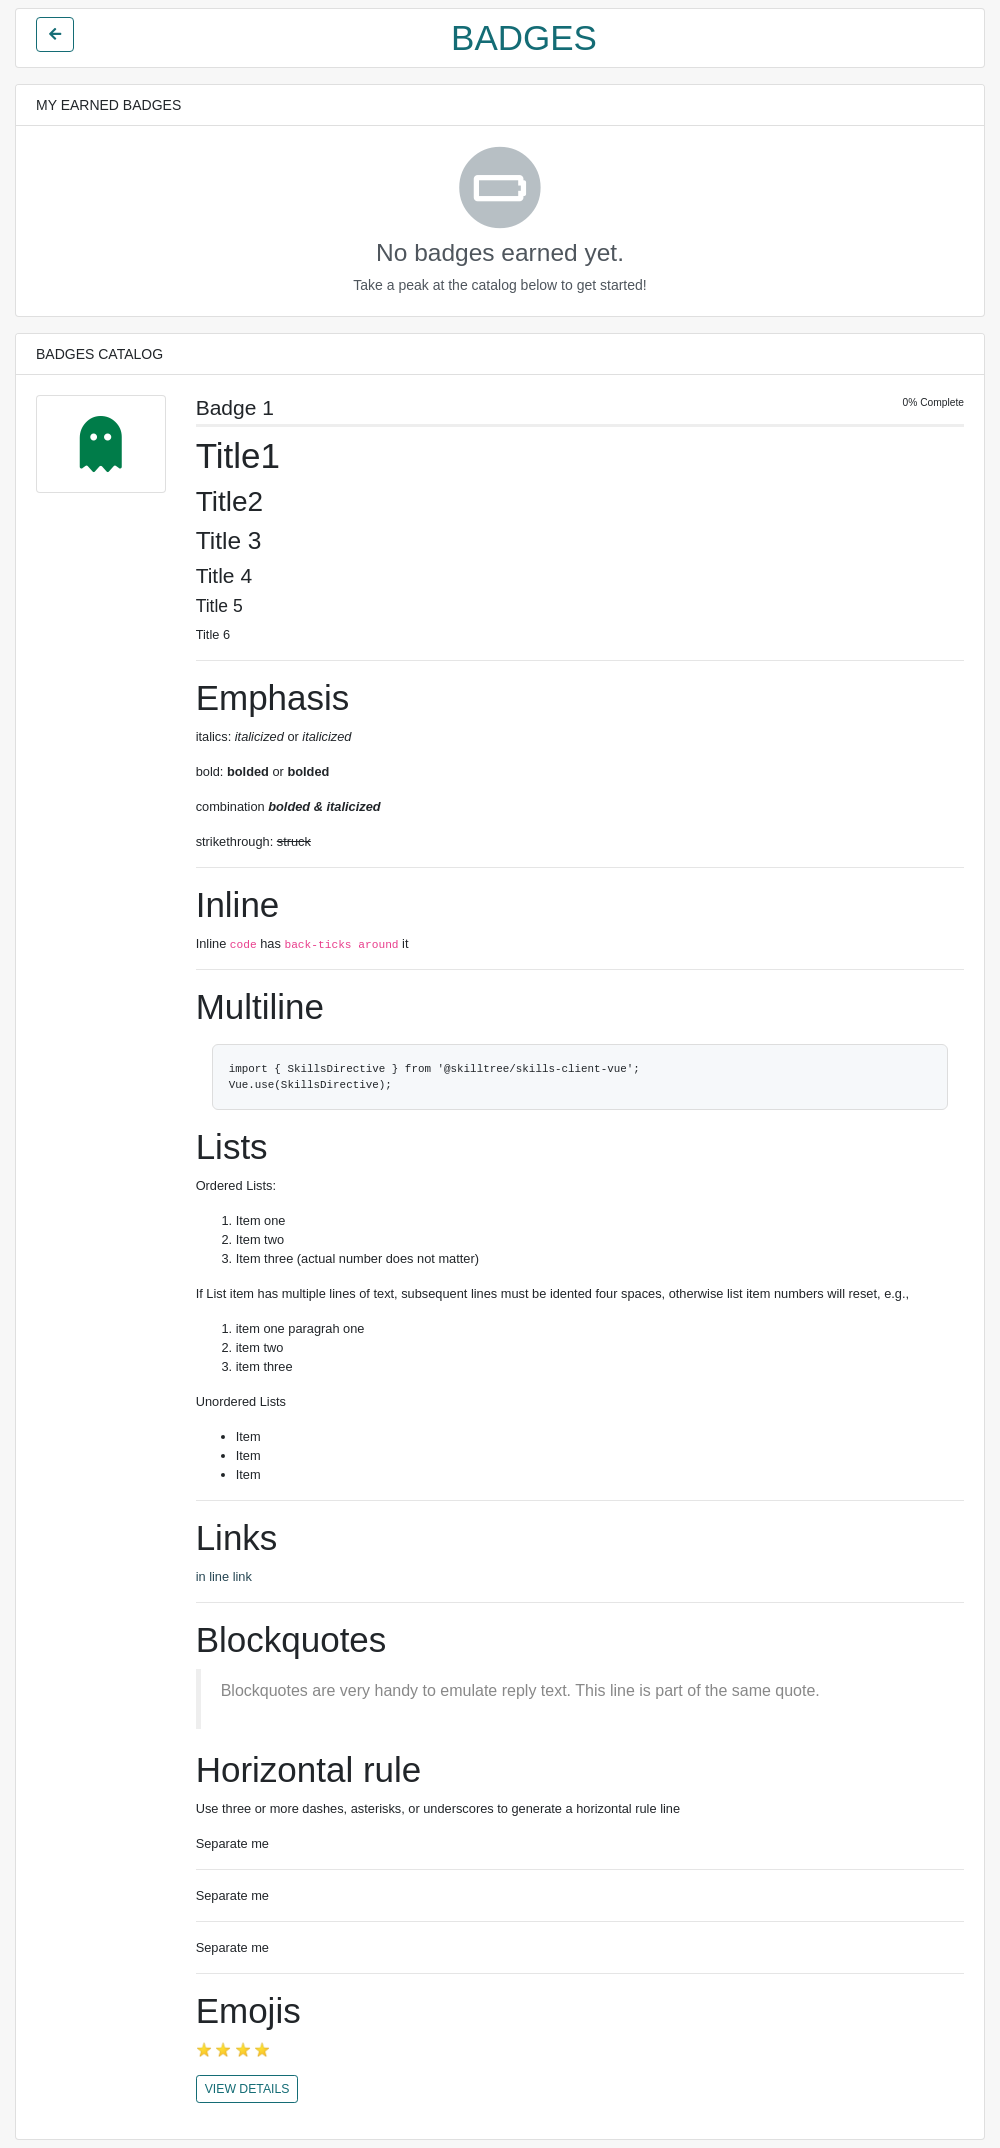 BADGES
MY EARNED BADGES
No badges earned yet.
Take a peak at the catalog below to get started!
BADGES CATALOG
Badge 1
0% Complete
Title1
Title2
Title 3
Title 4
Title 5
Title 6
Emphasis
italics: italicized or italicized
bold: bolded or bolded
combination bolded & italicized
strikethrough: struck
Inline
Inline code has back-ticks around it
Multiline
import { SkillsDirective } from '@skilltree/skills-client-vue';
Vue.use(SkillsDirective);
Lists
Ordered Lists:
1. Item one
2. Item two
3. Item three (actual number does not matter)
If List item has multiple lines of text, subsequent lines must be idented four spaces, otherwise list item numbers will reset, e.g.,
1. item one paragrah one
2. item two
3. item three
Unordered Lists
• Item
• Item
• Item
Links
in line link
Blockquotes
Blockquotes are very handy to emulate reply text. This line is part of the same quote.
Horizontal rule
Use three or more dashes, asterisks, or underscores to generate a horizontal rule line
Separate me
Separate me
Separate me
Emojis
⭐ ⭐ ⭐ ⭐
VIEW DETAILS